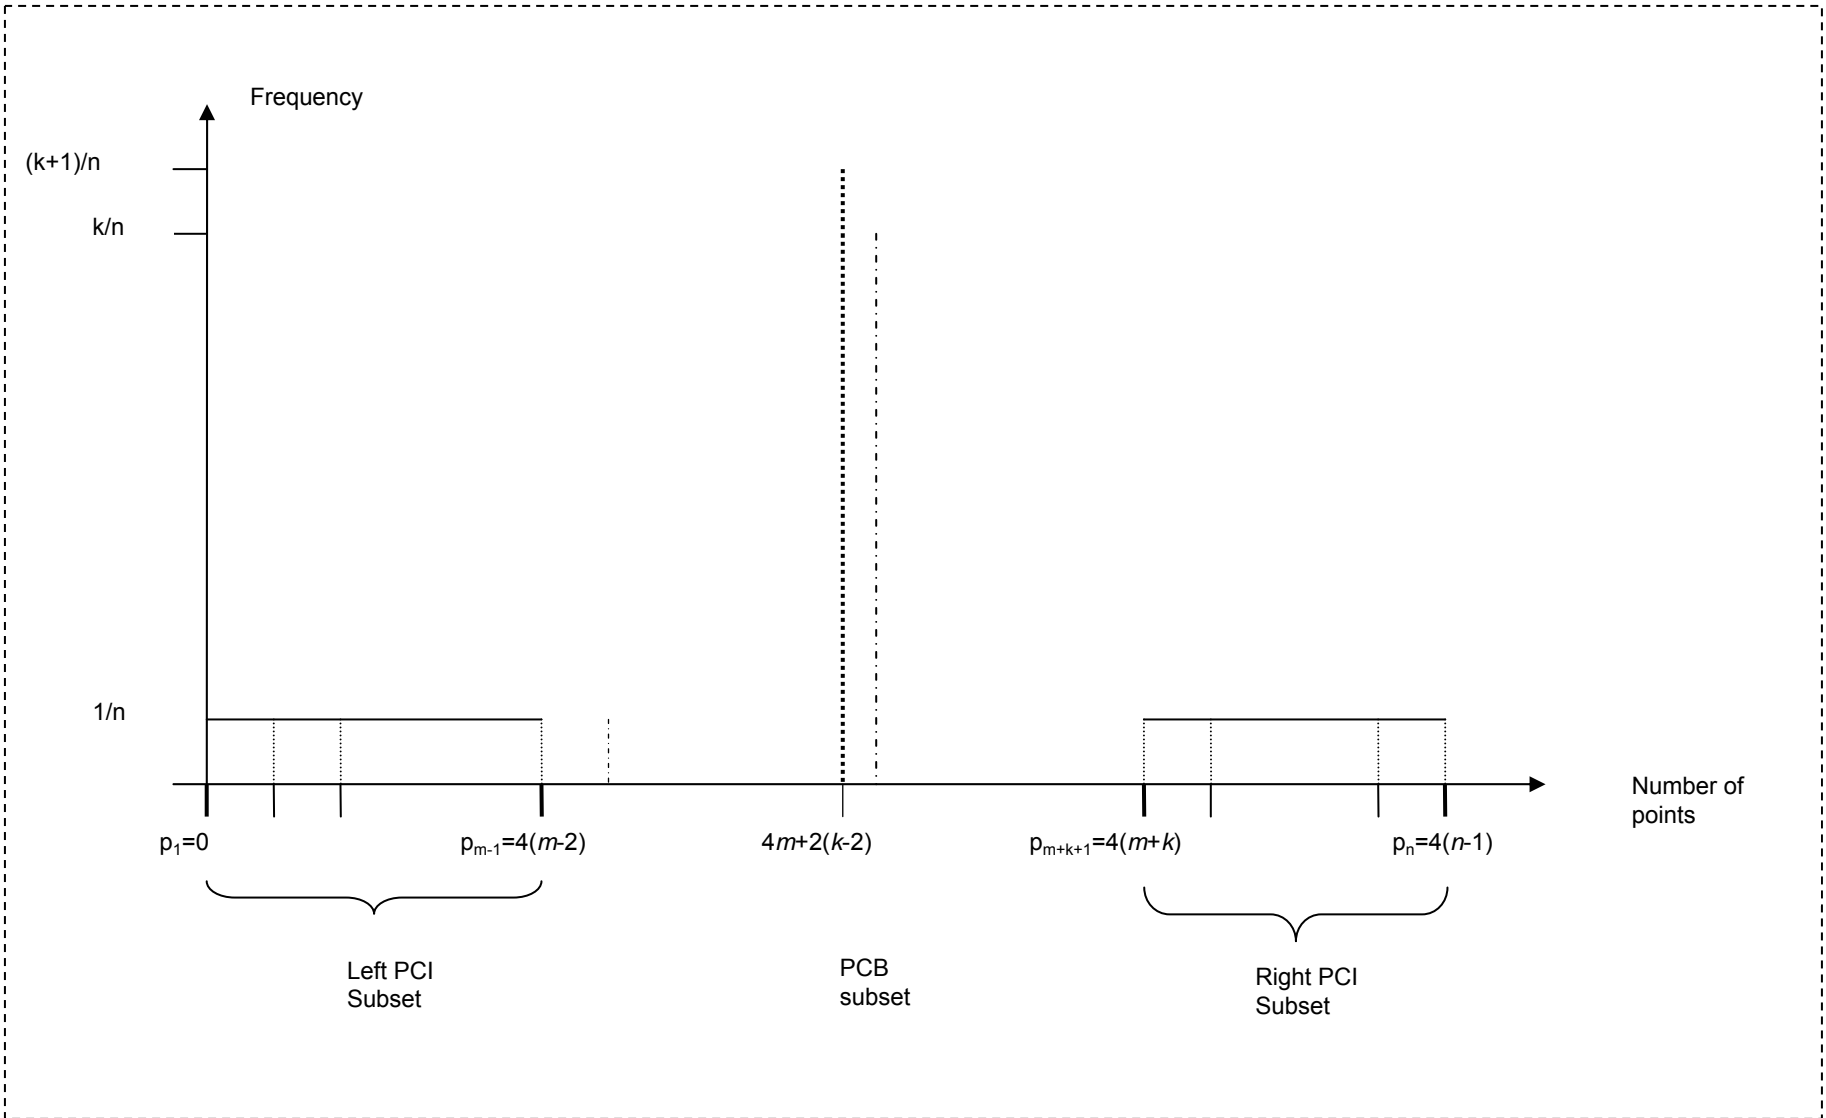 Frequency
(k+1)/n
k/n
1/n
Number of
points
p₁=0
pₘ₋₁=4(m-2)
4m+2(k-2)
pₘ₊ₖ₊₁=4(m+k)
pₙ=4(n-1)
Left PCI
Subset
PCB
subset
Right PCI
Subset